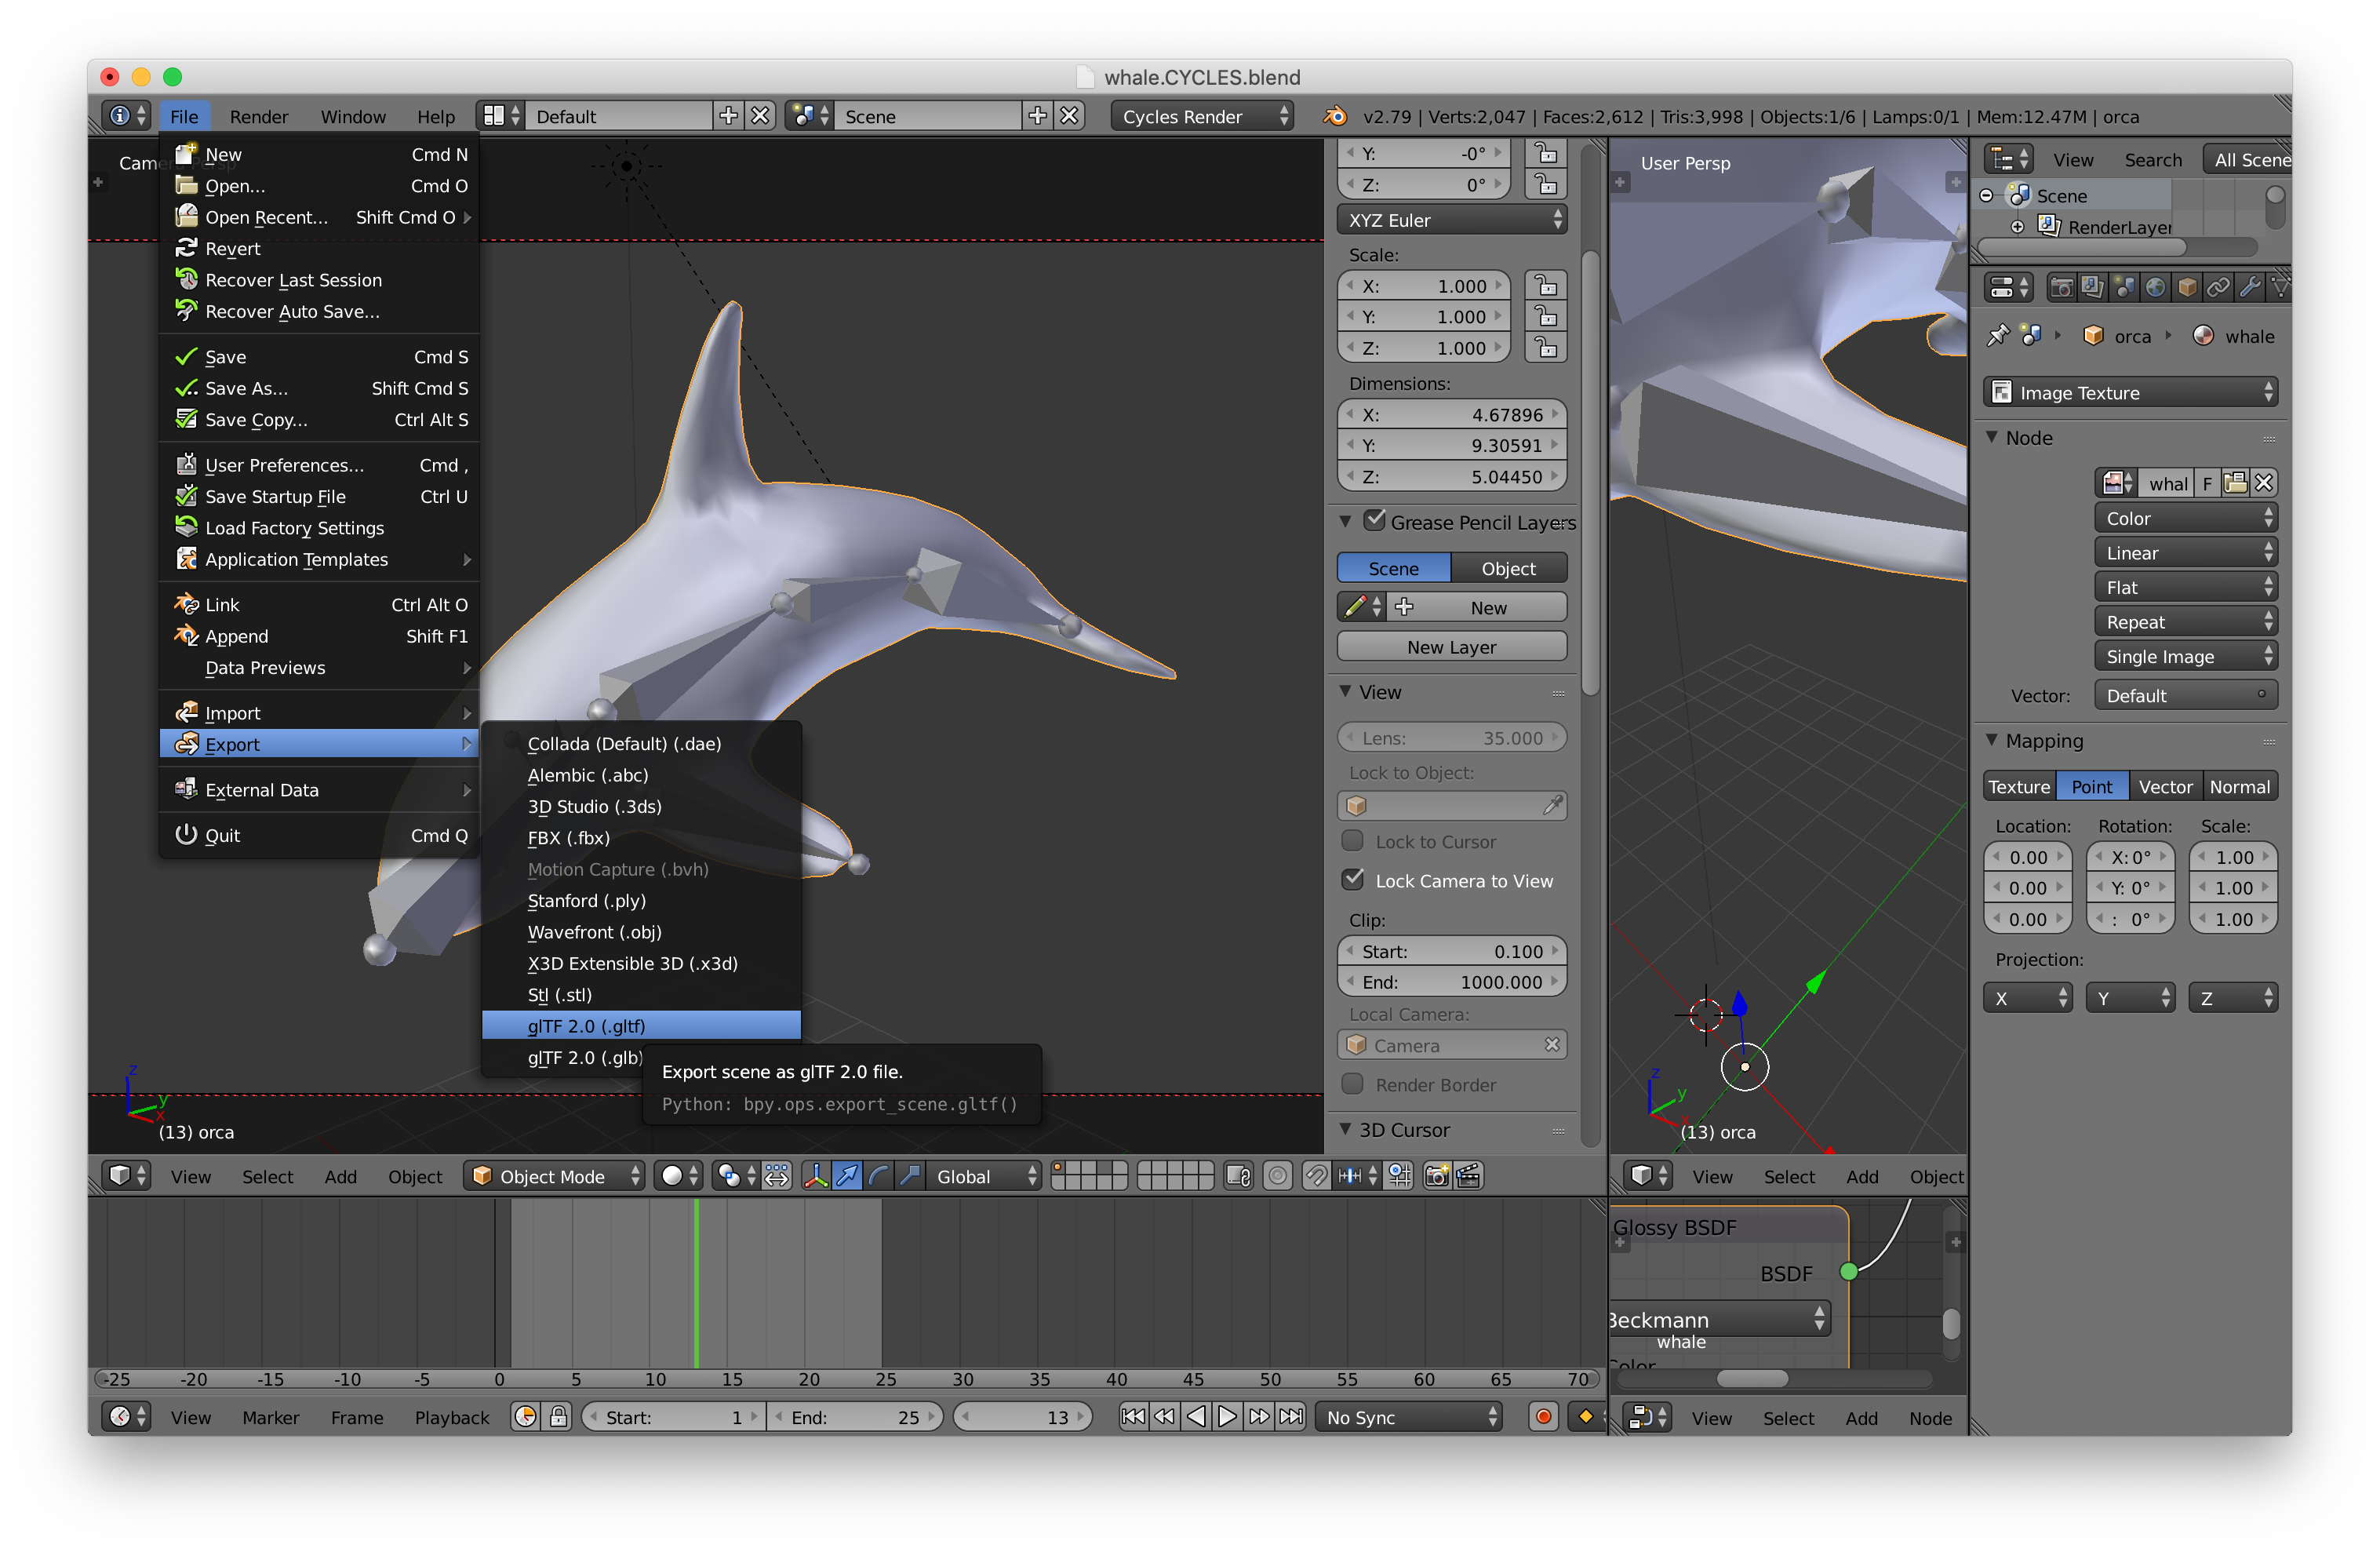 whale.CYCLES.blend
File Render Window Help Default Scene Cycles Render v2.79 | Verts:2,047 | Faces:2,612 | Tris:3,998 | Objects:1/6 | Lamps:0/1 | Mem:12.47M | orca
New Cmd N
Open... Cmd O
Open Recent... Shift Cmd O
Revert
Recover Last Session
Recover Auto Save...
Save Cmd S
Save As... Shift Cmd S
Save Copy... Ctrl Alt S
User Preferences... Cmd ,
Save Startup File Ctrl U
Load Factory Settings
Application Templates
Link Ctrl Alt O
Append Shift F1
Data Previews
Import
Export
External Data
Quit Cmd Q
Collada (Default) (.dae)
Alembic (.abc)
3D Studio (.3ds)
FBX (.fbx)
Motion Capture (.bvh)
Stanford (.ply)
Wavefront (.obj)
X3D Extensible 3D (.x3d)
Stl (.stl)
glTF 2.0 (.gltf)
glTF 2.0 (.glb)
Export scene as glTF 2.0 file.
Python: bpy.ops.export_scene.gltf()
z
y
x
(13) orca
Y: -0°
Z: 0°
XYZ Euler
Scale:
X: 1.000
Y: 1.000
Z: 1.000
Dimensions:
X: 4.67896
Y: 9.30591
Z: 5.04450
Grease Pencil Layers
Scene Object
New
New Layer
View
Lens: 35.000
Lock to Object:
Lock to Cursor
Lock Camera to View
Clip:
Start: 0.100
End: 1000.000
Local Camera:
Camera
Render Border
3D Cursor
User Persp
z
y
x
(13) orca
View Search All Scene
Scene
RenderLayer
orca whale
Image Texture
Node
whal F
Color
Linear
Flat
Repeat
Single Image
Vector: Default
Mapping
Texture Point Vector Normal
Location: Rotation: Scale:
0.00 X: 0° 1.00
0.00 Y: 0° 1.00
0.00 : 0° 1.00
Projection:
X Y Z
View Select Add Object Object Mode Global
View Select Add Object
-25 -20 -15 -10 -5 0 5 10 15 20 25 30 35 40 45 50 55 60 65 70
View Marker Frame Playback Start: 1 End: 25 13 No Sync
Glossy BSDF
BSDF
Beckmann
whale
Color
View Select Add Node